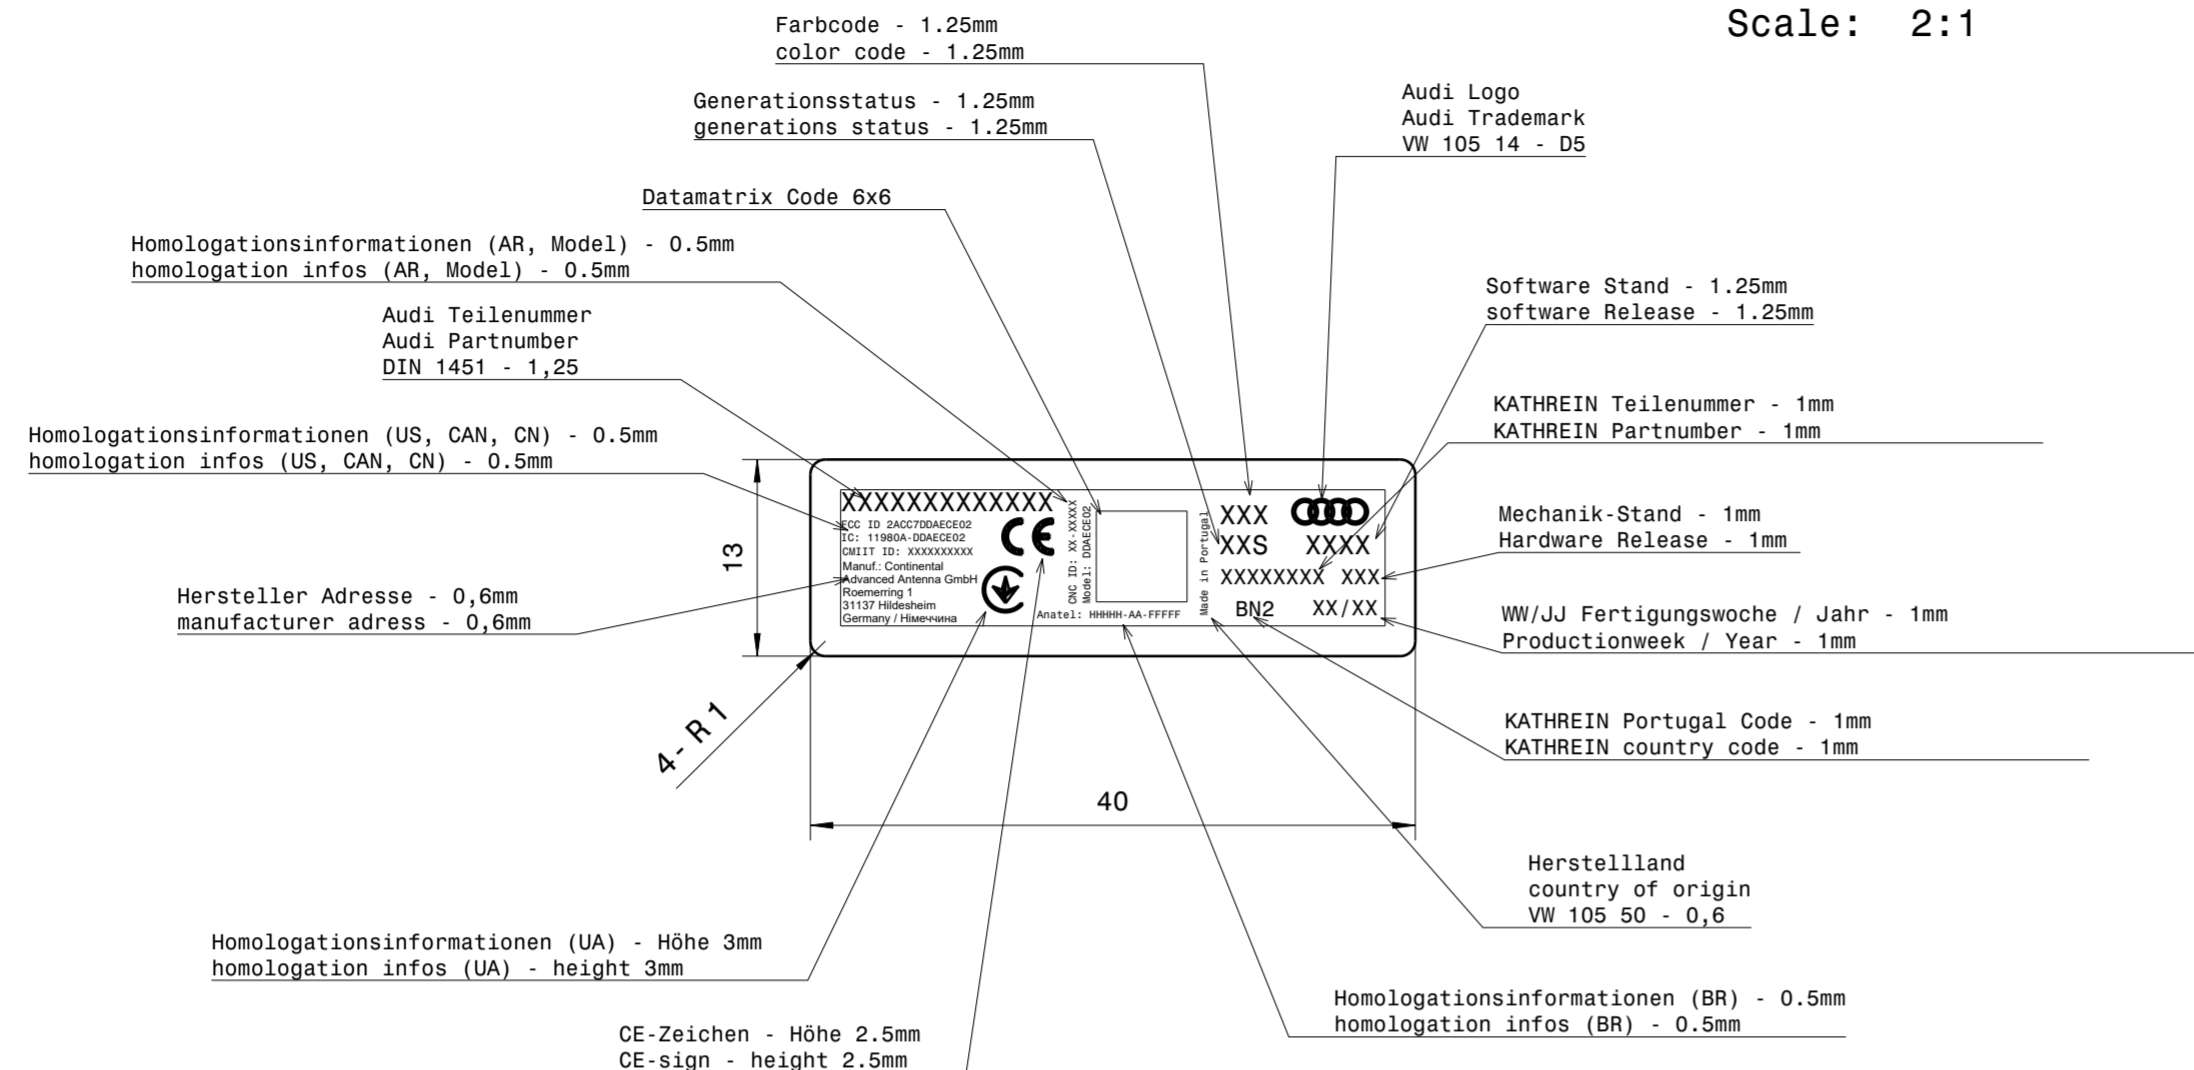 Scale: 2:1
Farbcode - 1.25mm
color code - 1.25mm
Generationsstatus - 1.25mm
generations status - 1.25mm
Audi Logo
Audi Trademark
VW 105 14 - D5
Datamatrix Code 6x6
Homologationsinformationen (AR, Model) - 0.5mm
homologation infos (AR, Model) - 0.5mm
Software Stand - 1.25mm
software Release - 1.25mm
Audi Teilenummer
Audi Partnumber
DIN 1451 - 1,25
KATHREIN Teilenummer - 1mm
KATHREIN Partnumber - 1mm
Homologationsinformationen (US, CAN, CN) - 0.5mm
homologation infos (US, CAN, CN) - 0.5mm
XXXXXXXXXXXXX
FCC ID 2ACC7DDAECE02
IC: 11980A-DDAECE02
CMIIT ID: XXXXXXXXXX
Manuf.: Continental
Advanced Antenna GmbH
Roemerring 1
31137 Hildesheim
Germany / Німеччина
CE
CNC ID: XX-XXXXX
Model: DDAECE02
Anatel: HHHHH-AA-FFFFF
Made in Portugal
XXX
XXS XXXX
XXXXXXXX XXX
BN2 XX/XX
13
Mechanik-Stand - 1mm
Hardware Release - 1mm
Hersteller Adresse - 0,6mm
manufacturer adress - 0,6mm
WW/JJ Fertigungswoche / Jahr - 1mm
Productionweek / Year - 1mm
4- R 1
KATHREIN Portugal Code - 1mm
KATHREIN country code - 1mm
40
Herstellland
country of origin
VW 105 50 - 0,6
Homologationsinformationen (UA) - Höhe 3mm
homologation infos (UA) - height 3mm
Homologationsinformationen (BR) - 0.5mm
homologation infos (BR) - 0.5mm
CE-Zeichen - Höhe 2.5mm
CE-sign - height 2.5mm